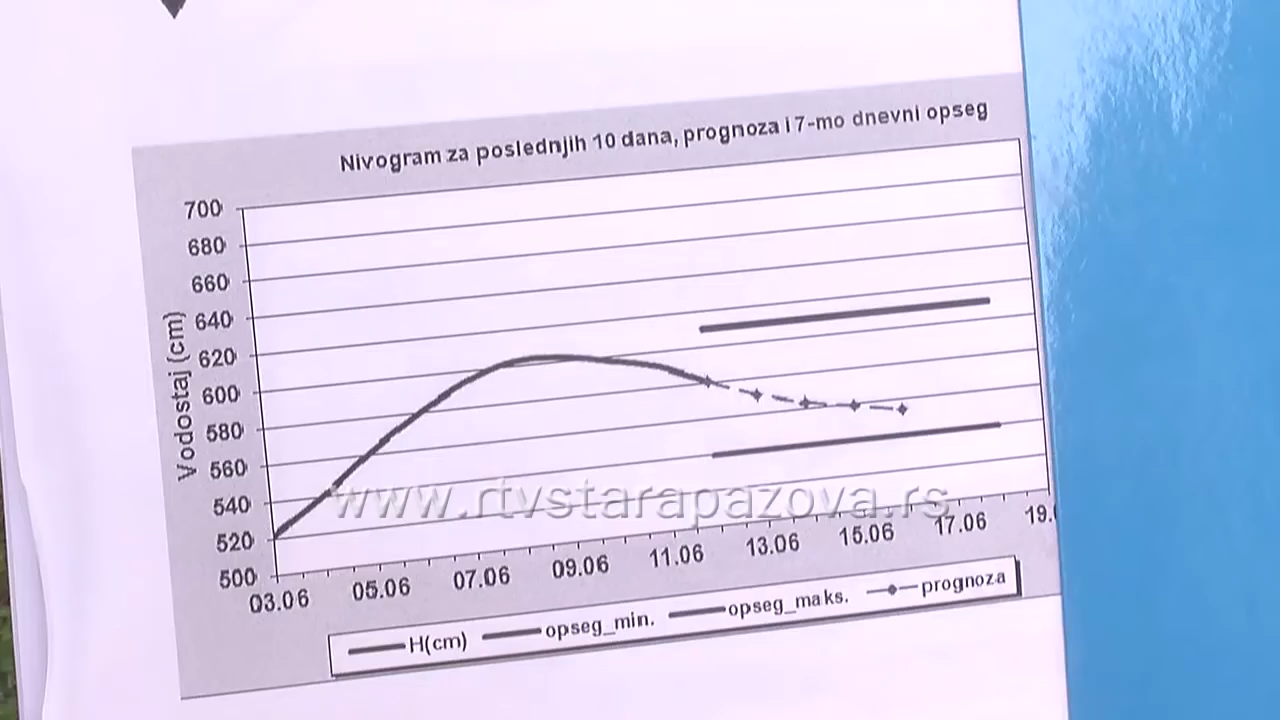 Nivogram za poslednjih 10 dana, prognoza i 7-mo dnevni opseg
Vodostaj (cm)
700
680
660
640
620
600
580
560
540
520
500
03.06 05.06 07.06 09.06 11.06 13.06 15.06 17.06 19.0
www.rtvstarapazova.rs
H(cm) opseg_min. opseg_maks. prognoza